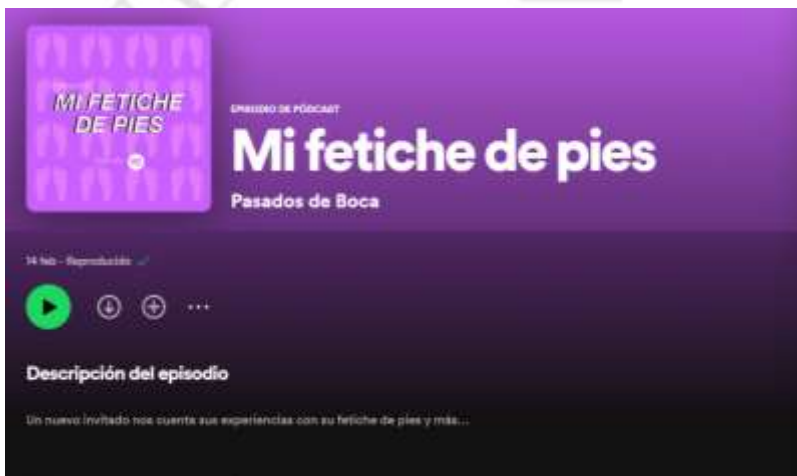 MI FETICHE
DE PIES
EPISODIO DE PÓDCAST
Mi fetiche de pies
Pasados de Boca
14 feb - Reproducido
Descripción del episodio
Un nuevo invitado nos cuenta sus experiencias con su fetiche de pies y más...